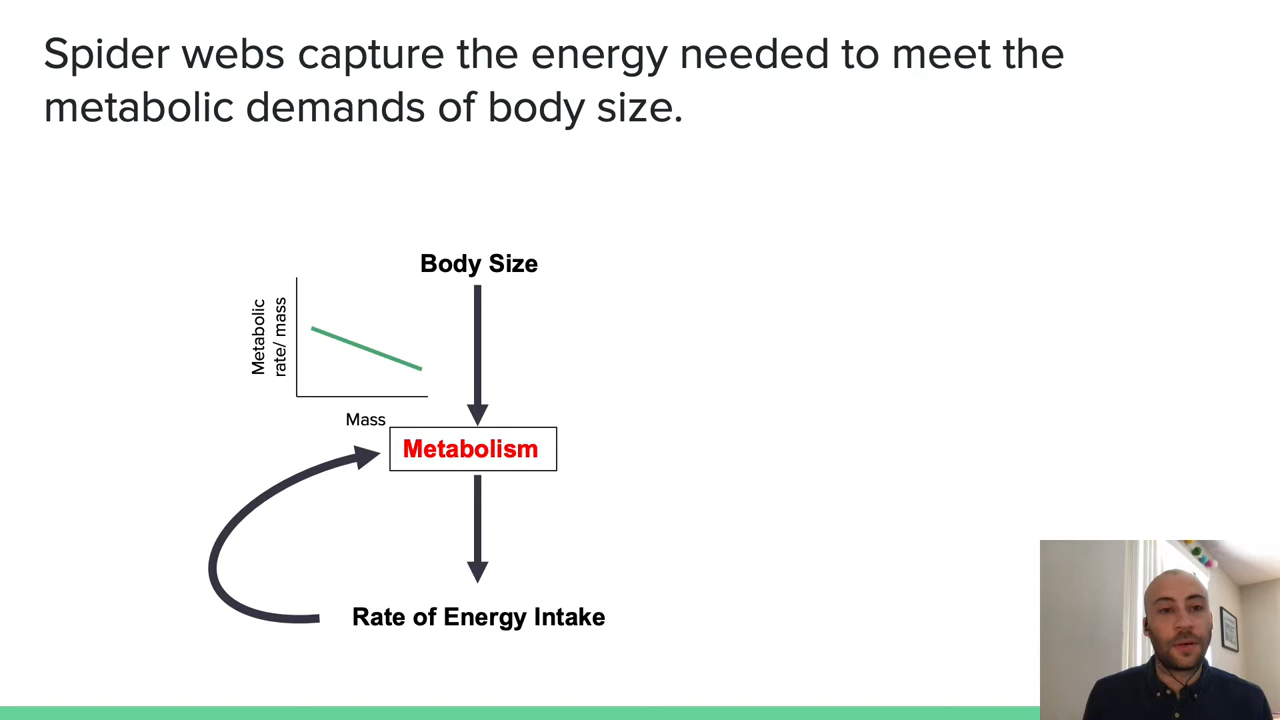 Spider webs capture the energy needed to meet the
metabolic demands of body size.
Body Size
Metabolic
rate/ mass
Mass
Metabolism
Rate of Energy Intake